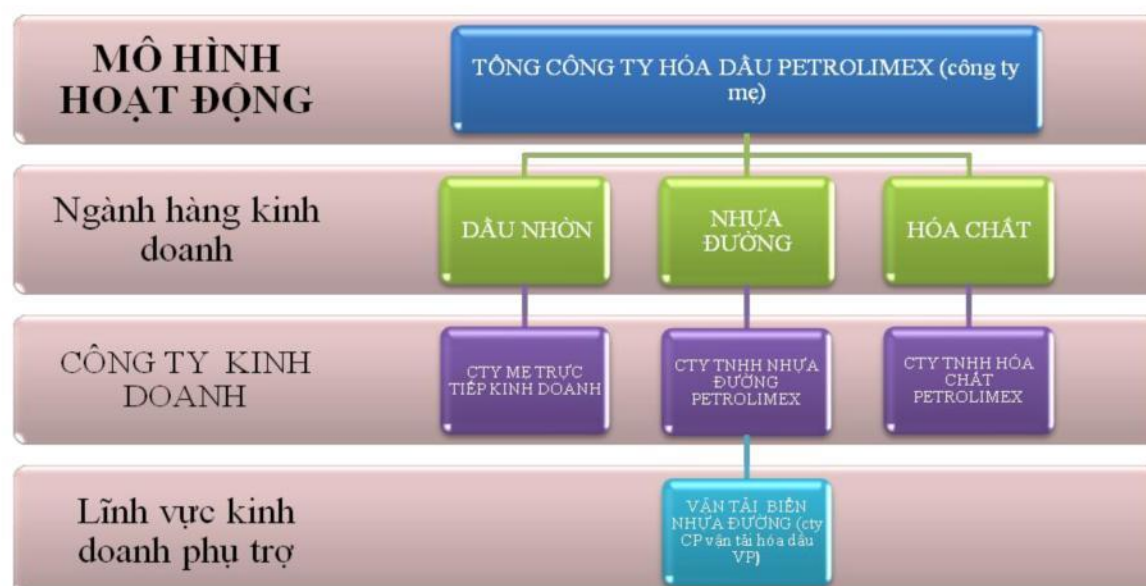 MÔ HÌNH
HOẠT ĐỘNG
TỔNG CÔNG TY HÓA DẦU PETROLIMEX (công ty
mẹ)
Ngành hàng kinh
doanh
DẦU NHỜN
NHỰA
ĐƯỜNG
HÓA CHẤT
CÔNG TY KINH
DOANH
CTY MẸ TRỰC
TIẾP KINH DOANH
CTY TNHH NHỰA
ĐƯỜNG
PETROLIMEX
CTY TNHH HÓA
CHẤT
PETROLIMEX
Lĩnh vực kinh
doanh phụ trợ
VẬN TẢI BIỂN
NHỰA ĐƯỜNG (cty
CP vận tải hóa dầu
VP)